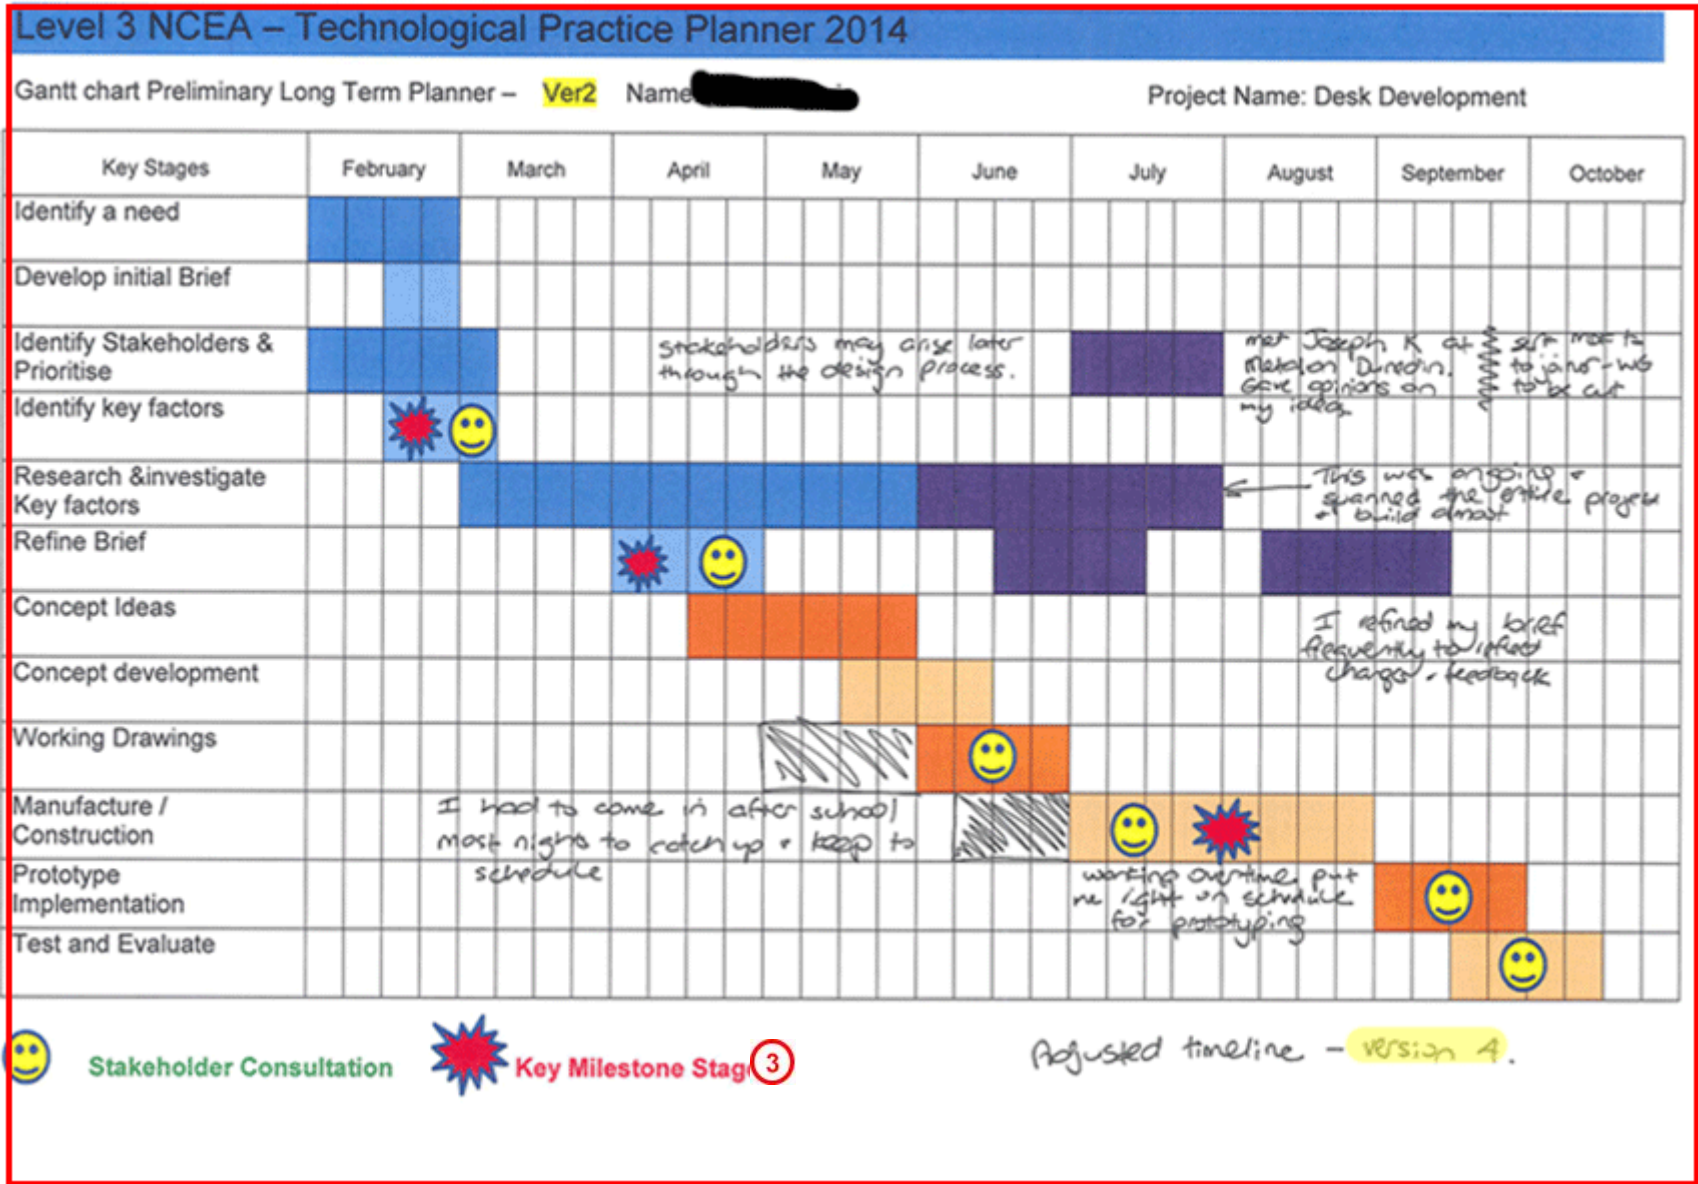 Level 3 NCEA – Technological Practice Planner 2014
Gantt chart Preliminary Long Term Planner – Ver2 Name
Project Name: Desk Development
Key Stages February March April May June July August September October
Identify a need
Develop initial Brief
Identify Stakeholders &
Prioritise
stakeholders may arise later
through the design process.
met Joseph K at
Metalon Dunedin.
Gave opinions on
my ideas
to be cut
Identify key factors
Research &investigate
Key factors
This was ongoing +
spanned the entire project
+ build almost
Refine Brief
Concept Ideas
I refined my brief
frequently to reflect
changes + feedback
Concept development
Working Drawings
Manufacture /
Construction
I had to come in after school
most nights to catch up + keep to
schedule
Prototype
Implementation
working overtime put
me right on schedule
for prototyping
Test and Evaluate
Stakeholder Consultation
Key Milestone Stag
3
Adjusted timeline – version 4.